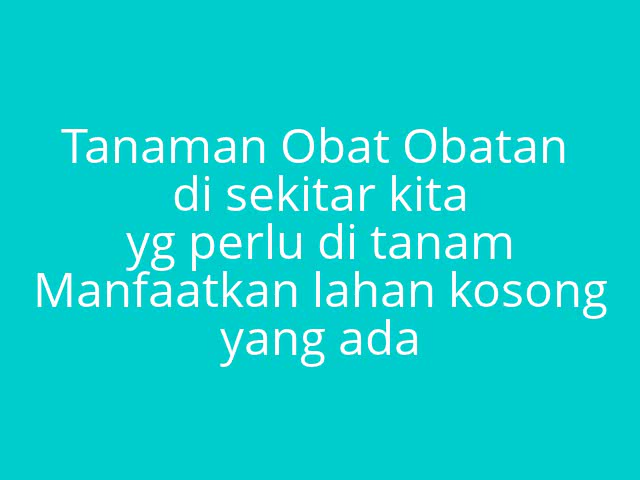 Tanaman Obat Obatan
di sekitar kita
yg perlu di tanam
Manfaatkan lahan kosong
yang ada